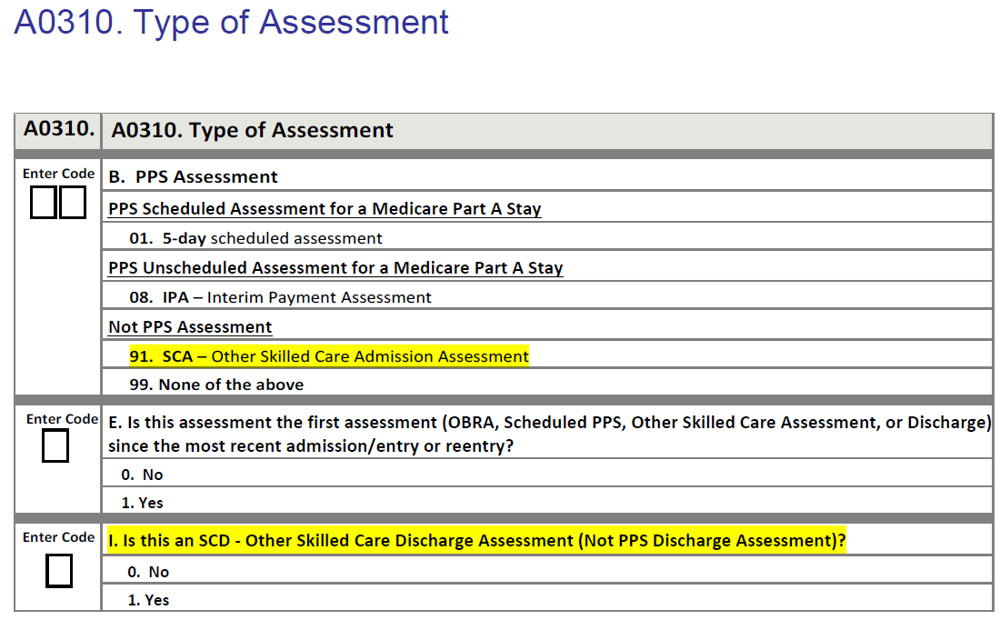 A0310. Type of Assessment
A0310. A0310. Type of Assessment
Enter Code B. PPS Assessment
PPS Scheduled Assessment for a Medicare Part A Stay
01. 5-day scheduled assessment
PPS Unscheduled Assessment for a Medicare Part A Stay
08. IPA – Interim Payment Assessment
Not PPS Assessment
91. SCA – Other Skilled Care Admission Assessment
99. None of the above
Enter Code E. Is this assessment the first assessment (OBRA, Scheduled PPS, Other Skilled Care Assessment, or Discharge)
since the most recent admission/entry or reentry?
0. No
1. Yes
Enter Code I. Is this an SCD - Other Skilled Care Discharge Assessment (Not PPS Discharge Assessment)?
0. No
1. Yes